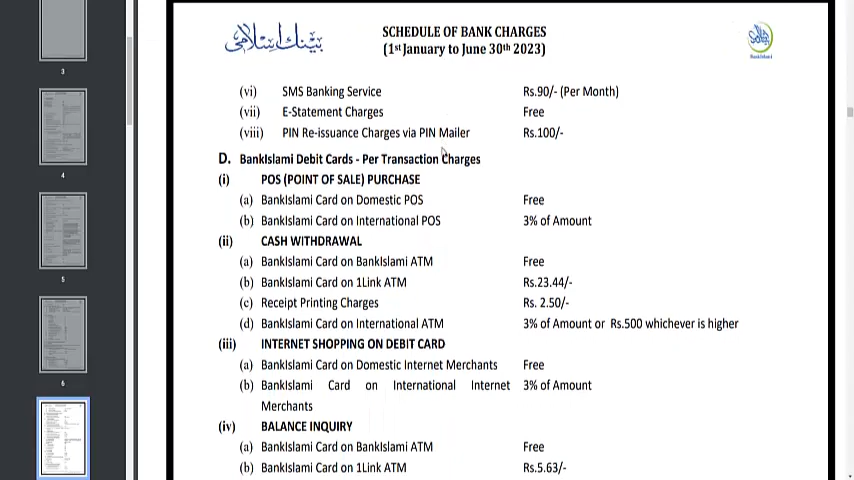 3
4
5
6
بینک اسلامی
SCHEDULE OF BANK CHARGES
(1st January to June 30th 2023)
BankIslami
(vi) SMS Banking Service Rs.90/- (Per Month)
(vii) E-Statement Charges Free
(viii) PIN Re-issuance Charges via PIN Mailer Rs.100/-
D. BankIslami Debit Cards - Per Transaction Charges
(i) POS (POINT OF SALE) PURCHASE
(a) BankIslami Card on Domestic POS Free
(b) BankIslami Card on International POS 3% of Amount
(ii) CASH WITHDRAWAL
(a) BankIslami Card on BankIslami ATM Free
(b) BankIslami Card on 1Link ATM Rs.23.44/-
(c) Receipt Printing Charges Rs. 2.50/-
(d) BankIslami Card on International ATM 3% of Amount or Rs.500 whichever is higher
(iii) INTERNET SHOPPING ON DEBIT CARD
(a) BankIslami Card on Domestic Internet Merchants Free
(b) BankIslami Card on International Internet 3% of Amount
Merchants
(iv) BALANCE INQUIRY
(a) BankIslami Card on BankIslami ATM Free
(b) BankIslami Card on 1Link ATM Rs.5.63/-